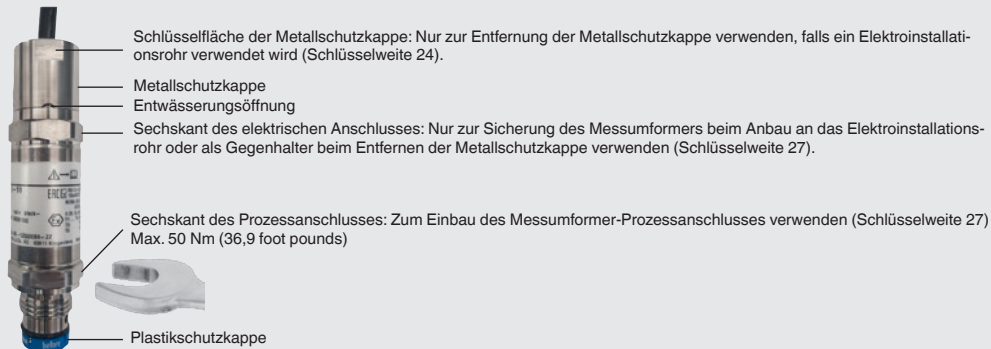 Schlüsselfläche der Metallschutzkappe: Nur zur Entfernung der Metallschutzkappe verwenden, falls ein Elektroinstallati-
onsrohr verwendet wird (Schlüsselweite 24).
Metallschutzkappe
Entwässerungsöffnung
Sechskant des elektrischen Anschlusses: Nur zur Sicherung des Messumformers beim Anbau an das Elektroinstallations-
rohr oder als Gegenhalter beim Entfernen der Metallschutzkappe verwenden (Schlüsselweite 27).
Sechskant des Prozessanschlusses: Zum Einbau des Messumformer-Prozessanschlusses verwenden (Schlüsselweite 27)
Max. 50 Nm (36,9 foot pounds)
Plastikschutzkappe